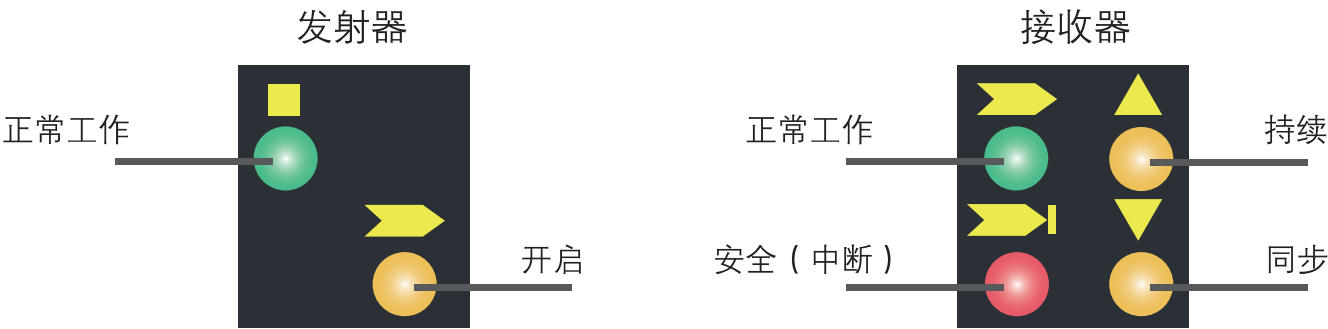 发射器
正常工作
开启
接收器
正常工作
持续
安全（中断）
同步